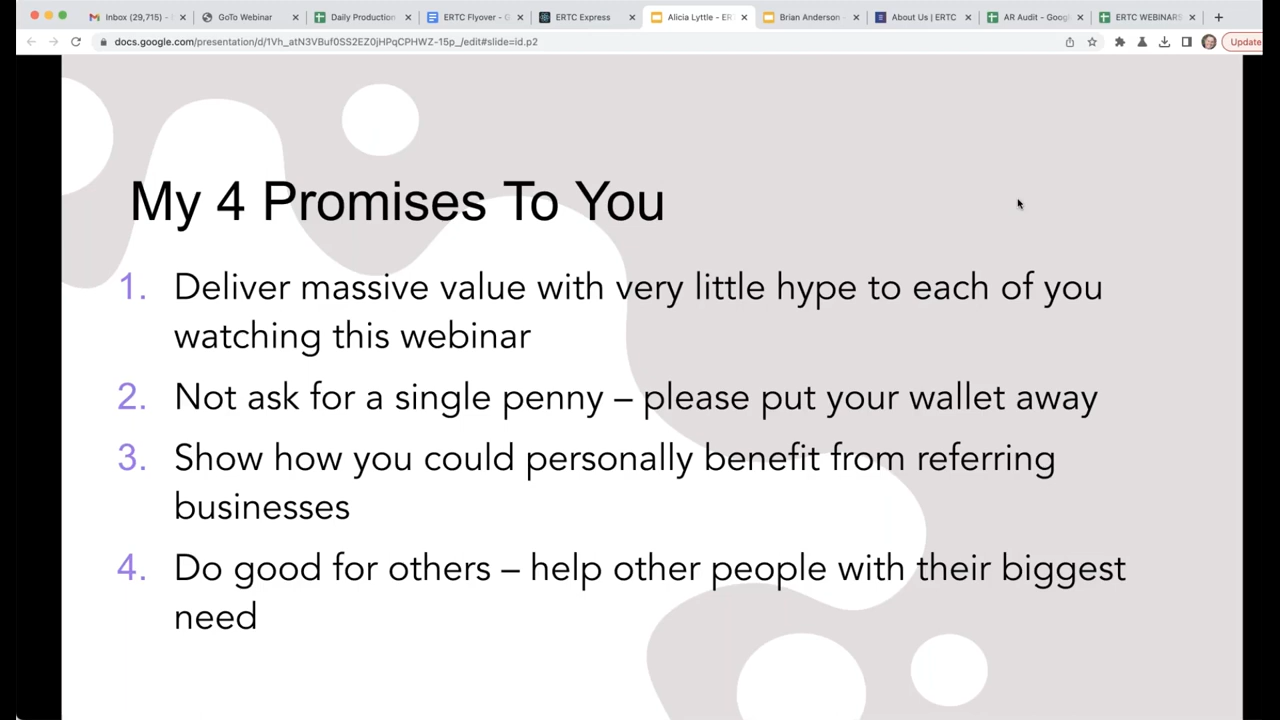 Inbox (29,715) -
GoTo Webinar
Daily Production
ERTC Flyover - G
ERTC Express
Alicia Lyttle - ER
Brian Anderson -
About Us | ERTC
AR Audit - Goog
ERTC WEBINAR
docs.google.com/presentation/d/1Vh_atN3VBuf0SS2EZ0jHPqCPHWZ-15p_/edit#slide=id.p2
Update
My 4 Promises To You
1. Deliver massive value with very little hype to each of you
watching this webinar
2. Not ask for a single penny – please put your wallet away
3. Show how you could personally benefit from referring
businesses
4. Do good for others – help other people with their biggest
need